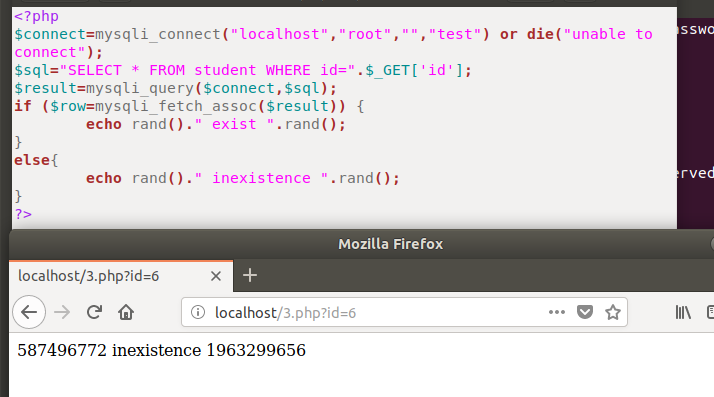 <?php
$connect=mysqli_connect("localhost","root","","test") or die("unable to
connect");
$sql="SELECT * FROM student WHERE id=".$_GET['id'];
$result=mysqli_query($connect,$sql);
if ($row=mysqli_fetch_assoc($result)) {
        echo rand()." exist ".rand();
}
else{
        echo rand()." inexistence ".rand();
}
?>
Mozilla Firefox
localhost/3.php?id=6
localhost/3.php?id=6
587496772 inexistence 1963299656